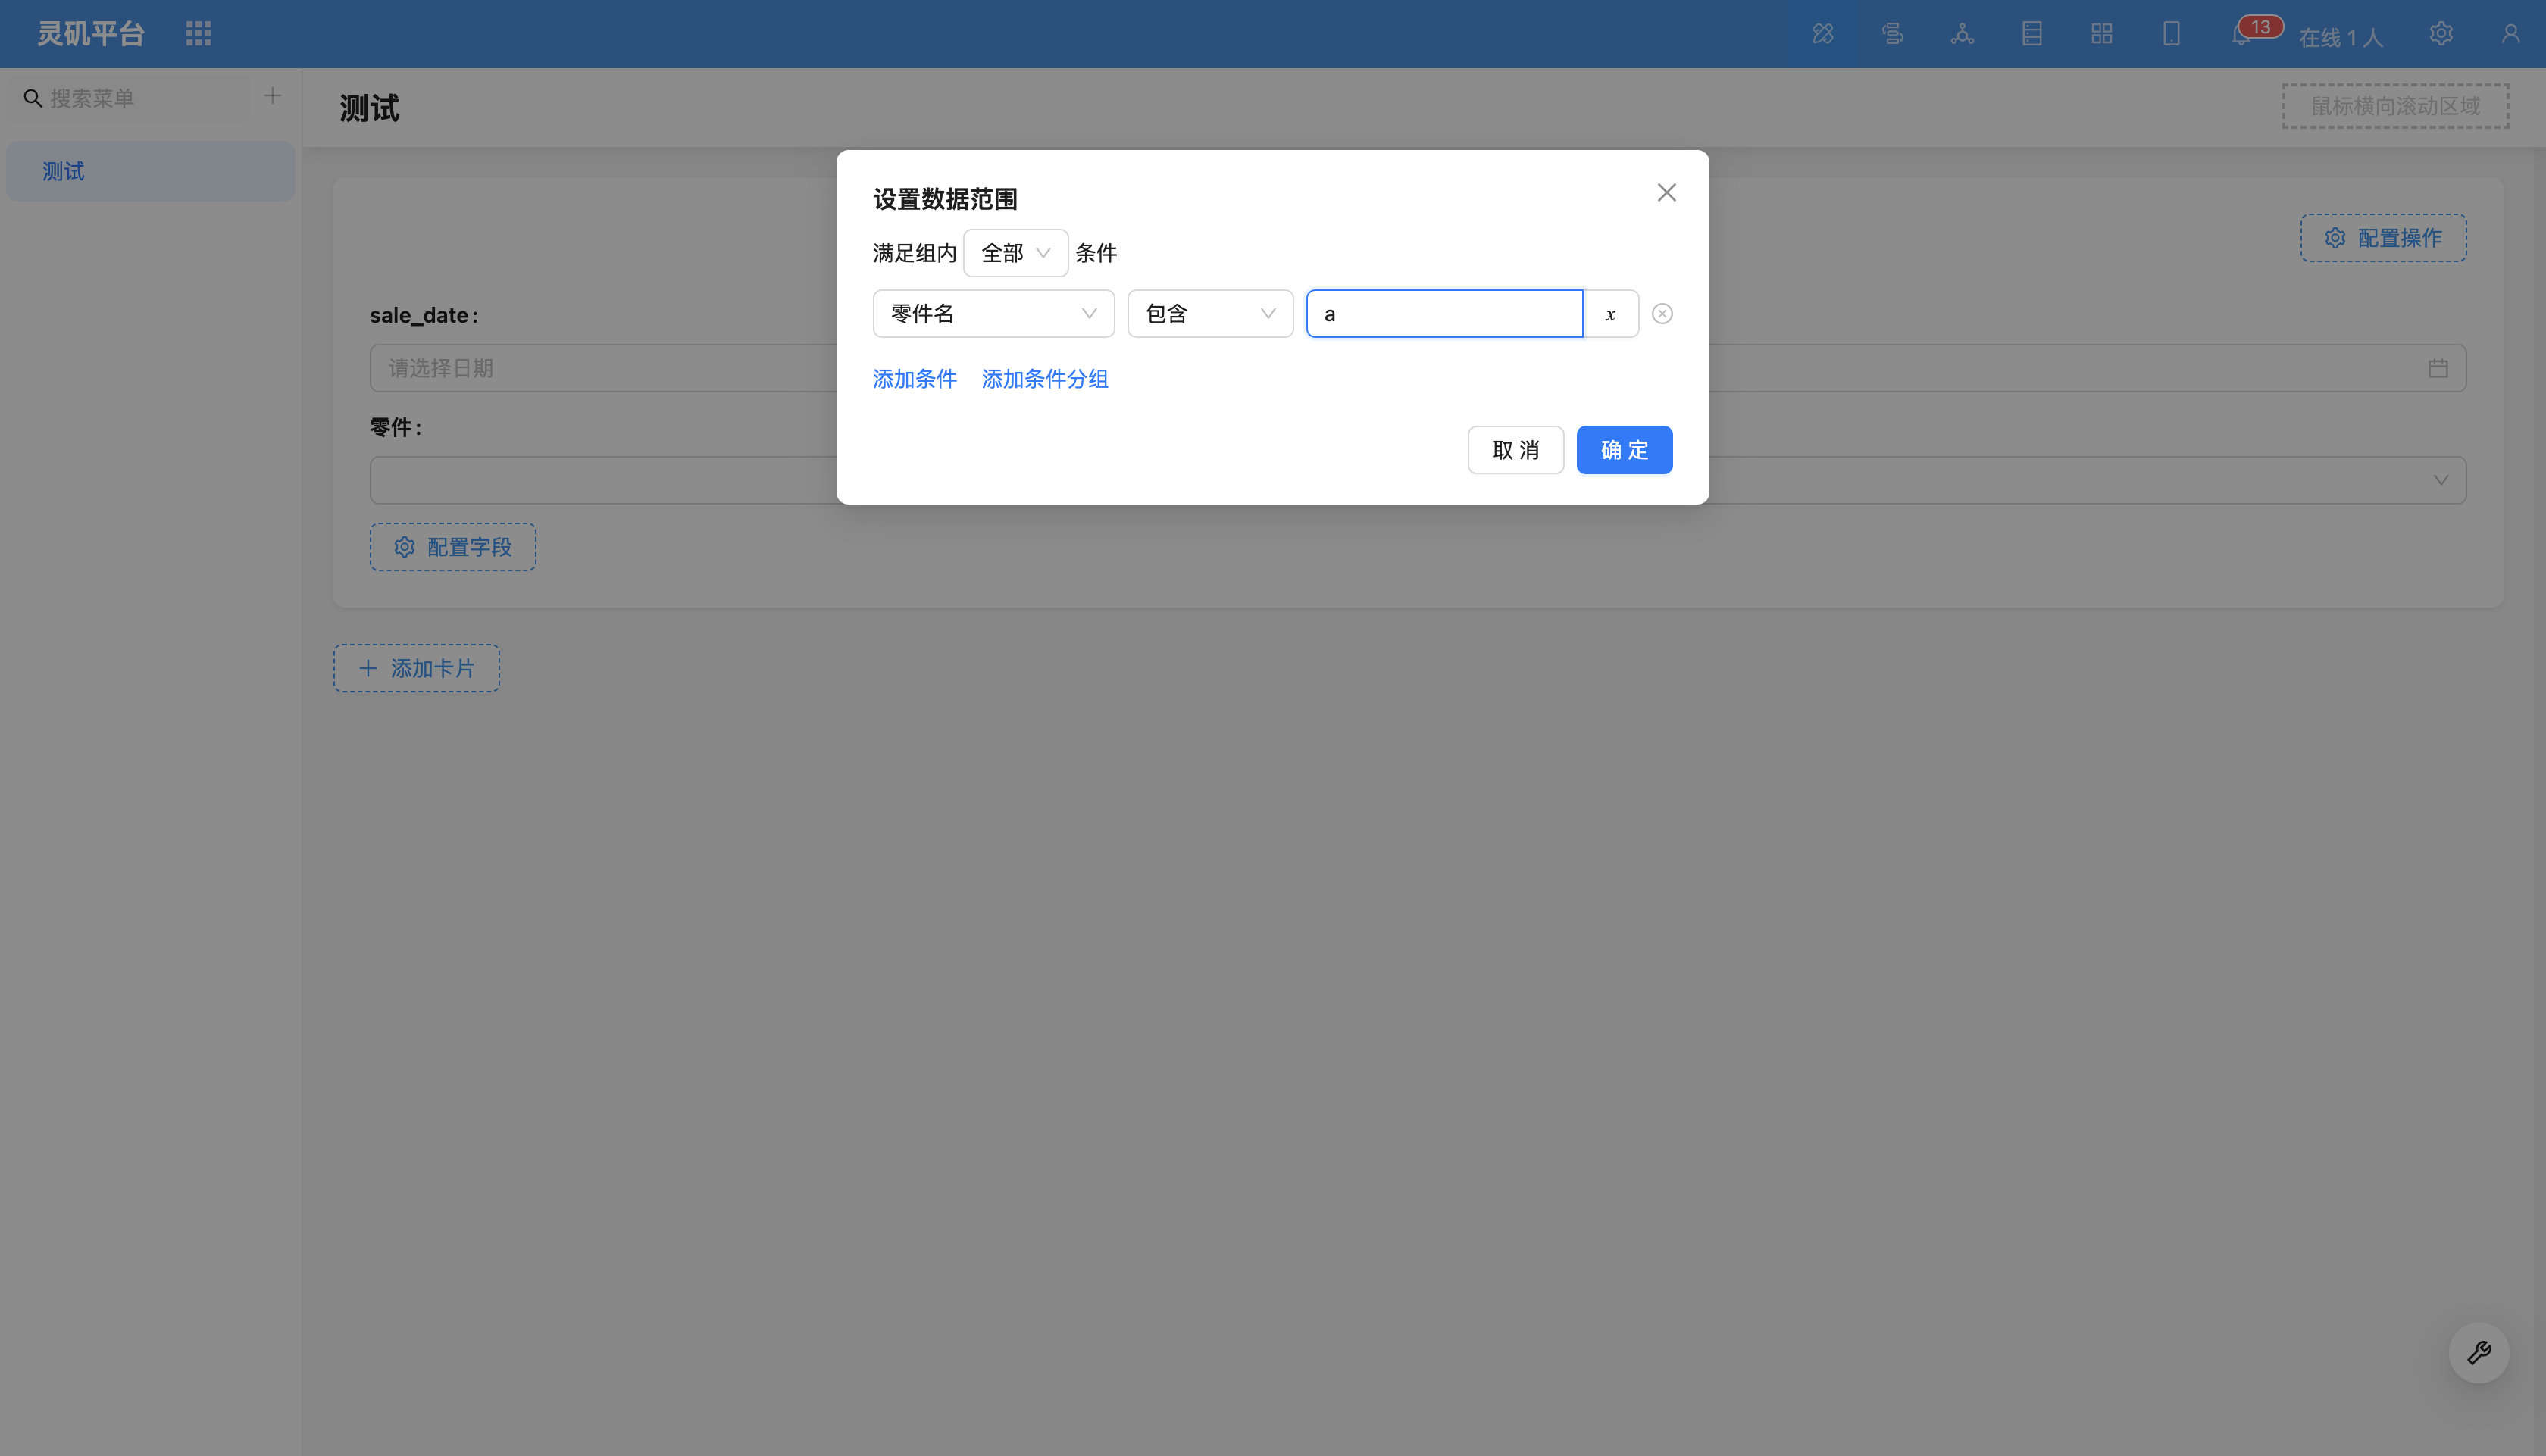 灵矶平台
13
在线 1 人
搜索菜单
测试
测试
鼠标横向滚动区域
设置数据范围
满足组内 全部 条件
零件名 包含 a x
添加条件 添加条件分组
取 消 确 定
配置操作
sale_date:
请选择日期
零件:
配置字段
添加卡片